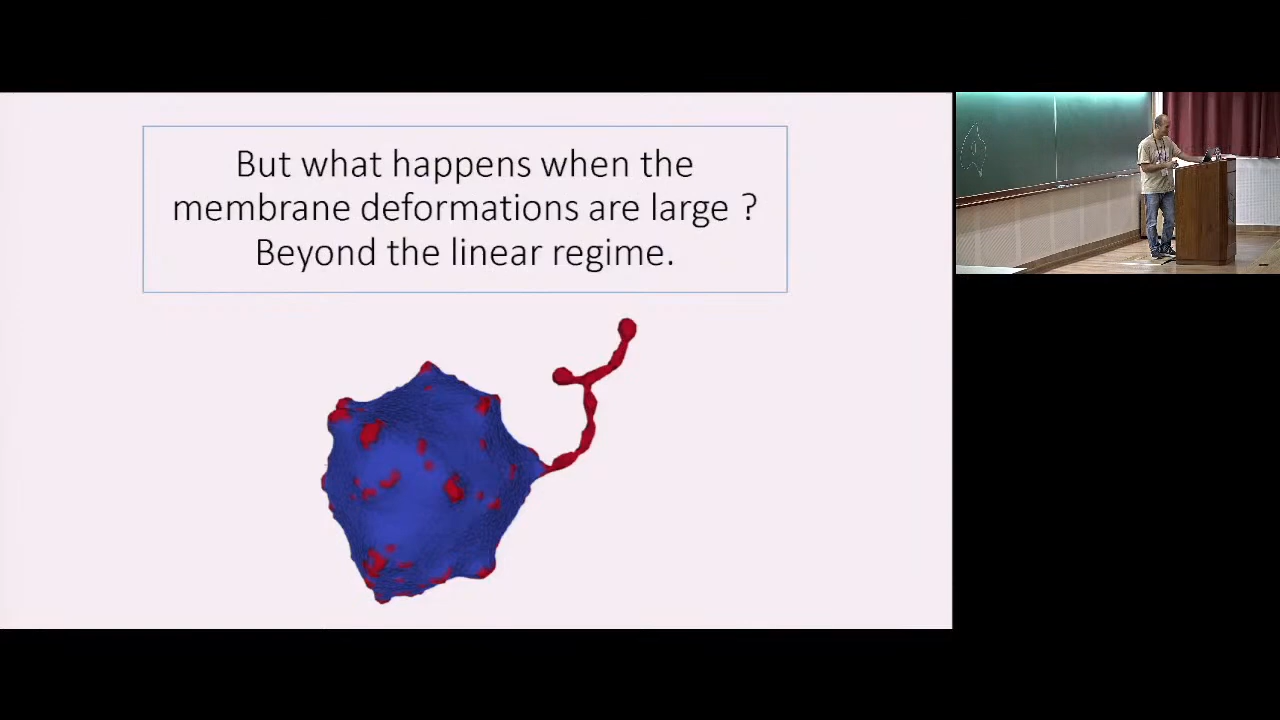 But what happens when the
membrane deformations are large ?
Beyond the linear regime.